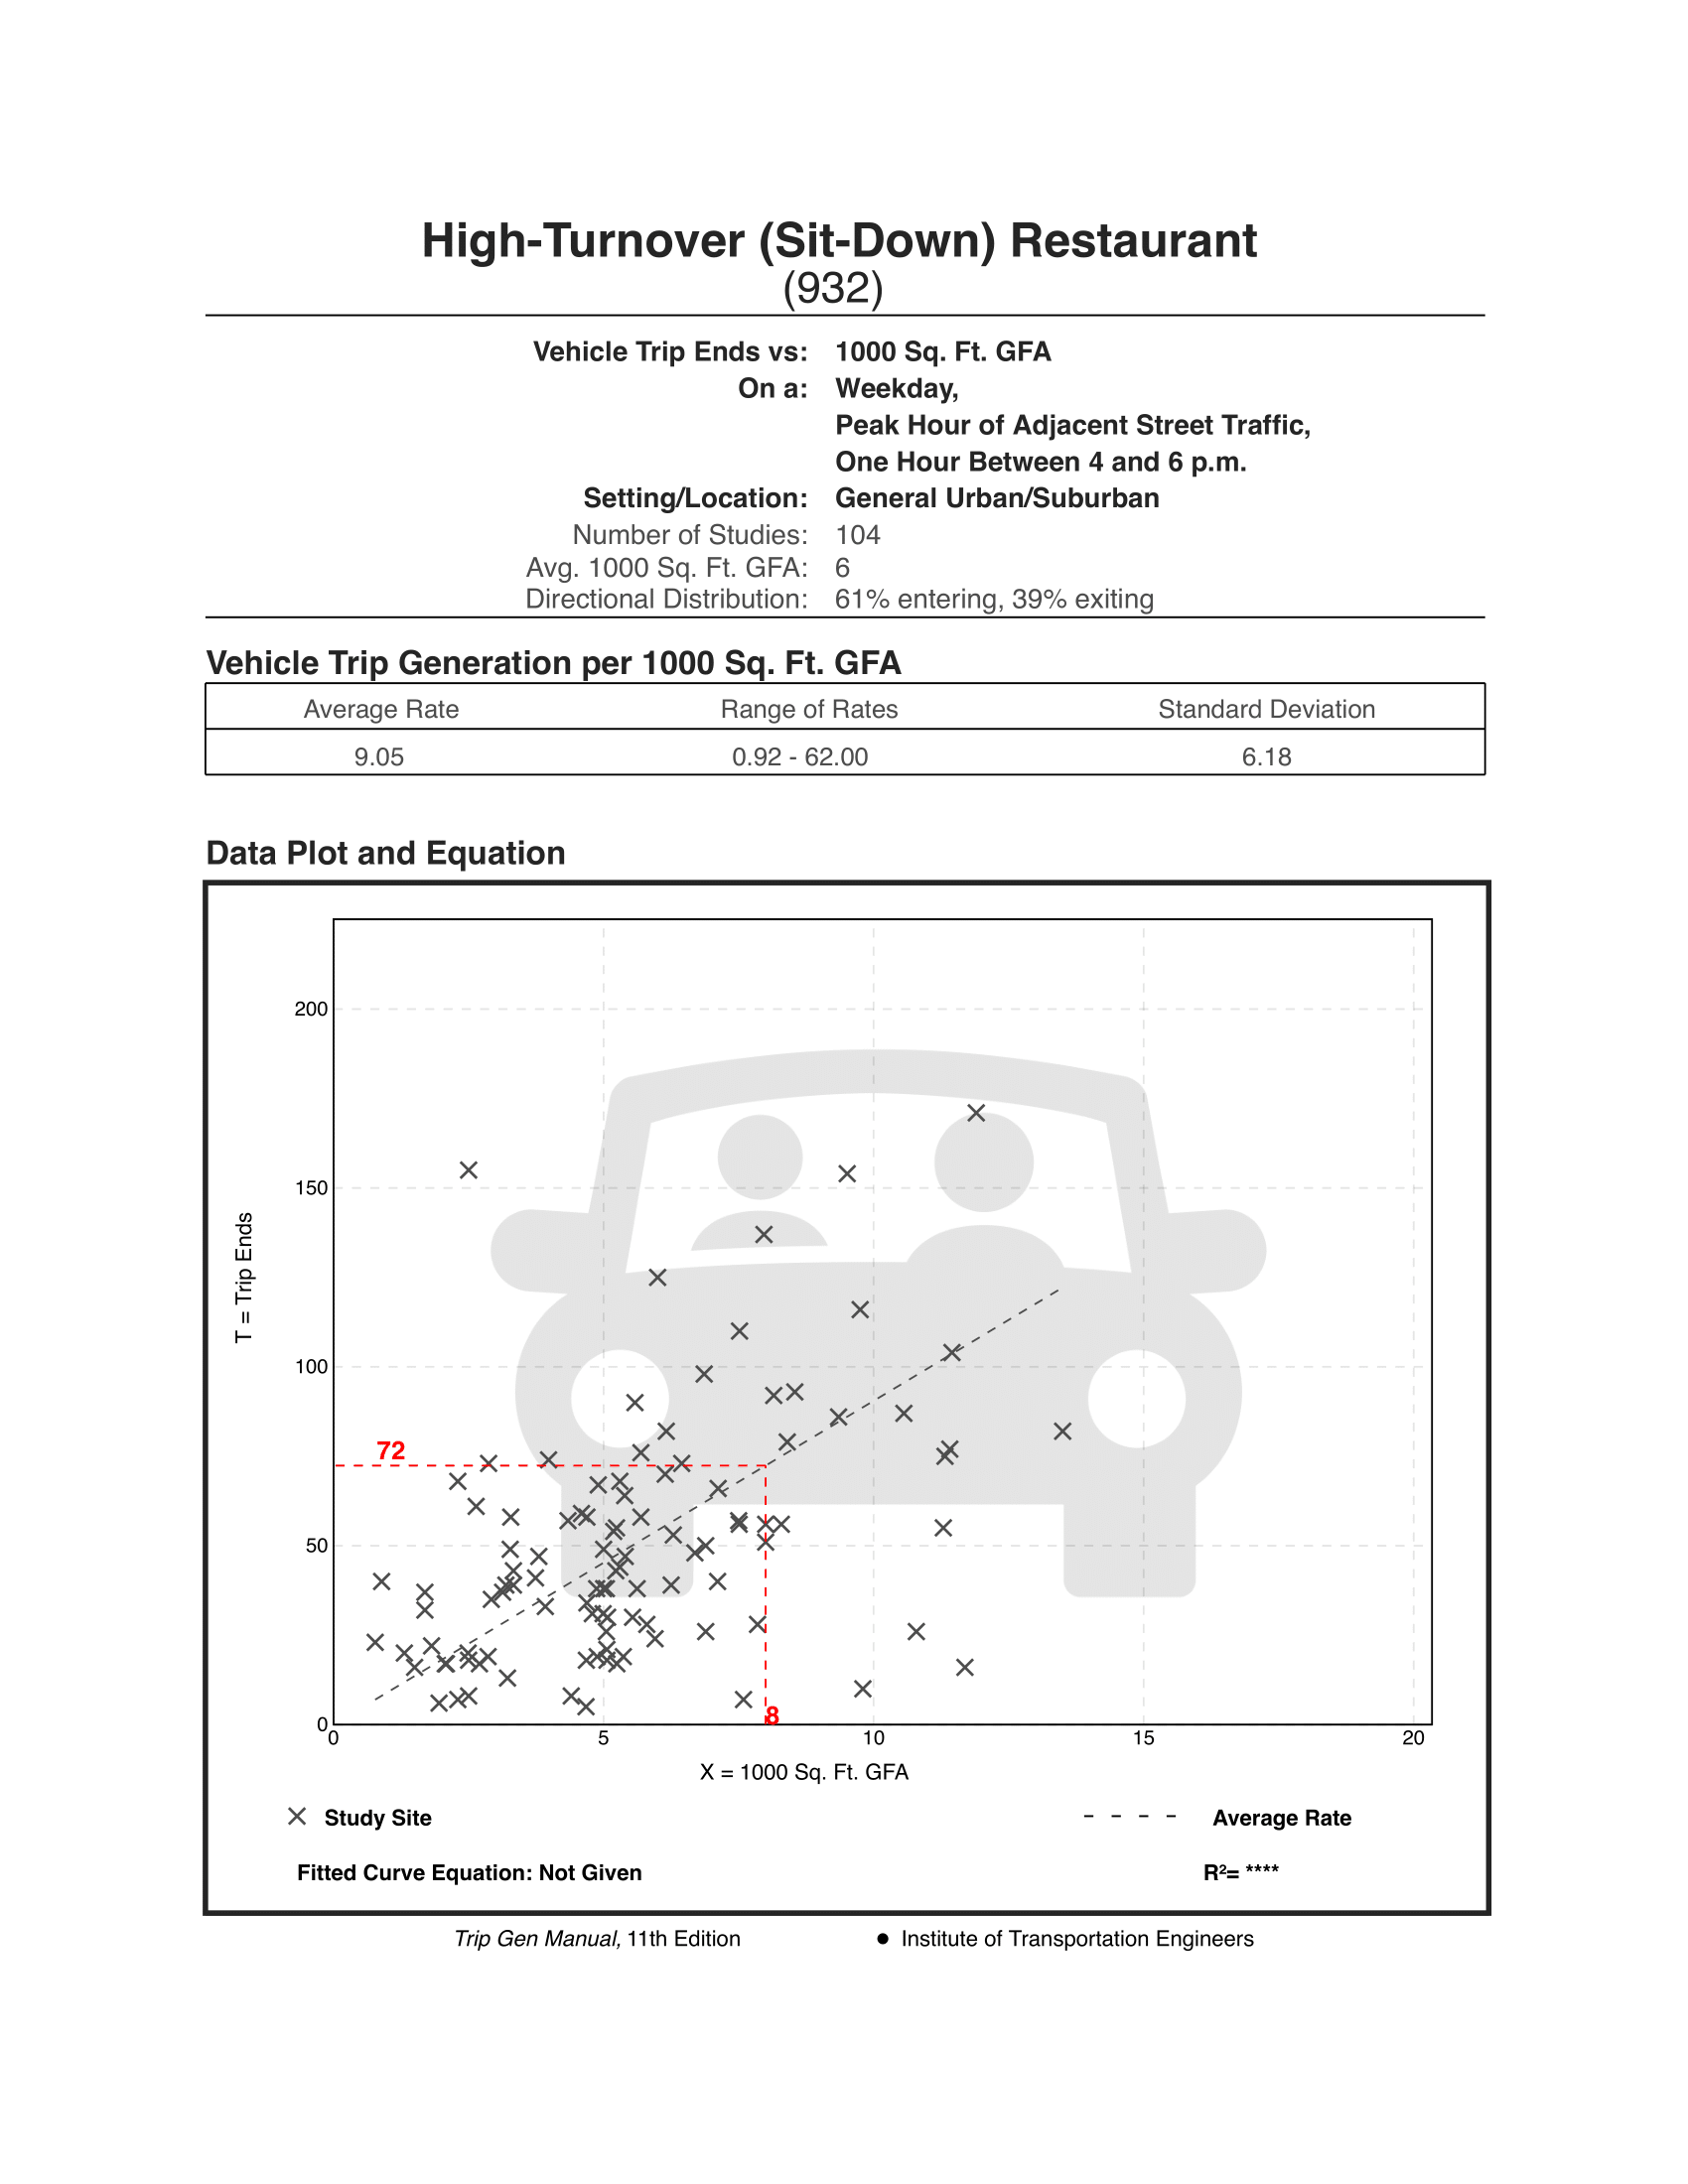 High-Turnover (Sit-Down) Restaurant
(932)
Vehicle Trip Ends vs: 1000 Sq. Ft. GFA
On a: Weekday,
Peak Hour of Adjacent Street Traffic,
One Hour Between 4 and 6 p.m.
Setting/Location: General Urban/Suburban
Number of Studies: 104
Avg. 1000 Sq. Ft. GFA: 6
Directional Distribution: 61% entering, 39% exiting
Vehicle Trip Generation per 1000 Sq. Ft. GFA
Average Rate Range of Rates Standard Deviation
9.05 0.92 - 62.00 6.18
Data Plot and Equation
200
150
T = Trip Ends
100
72
50
8
0
0 5 10 15 20
X = 1000 Sq. Ft. GFA
Study Site Average Rate
Fitted Curve Equation: Not Given R²= ****
Trip Gen Manual, 11th Edition ● Institute of Transportation Engineers